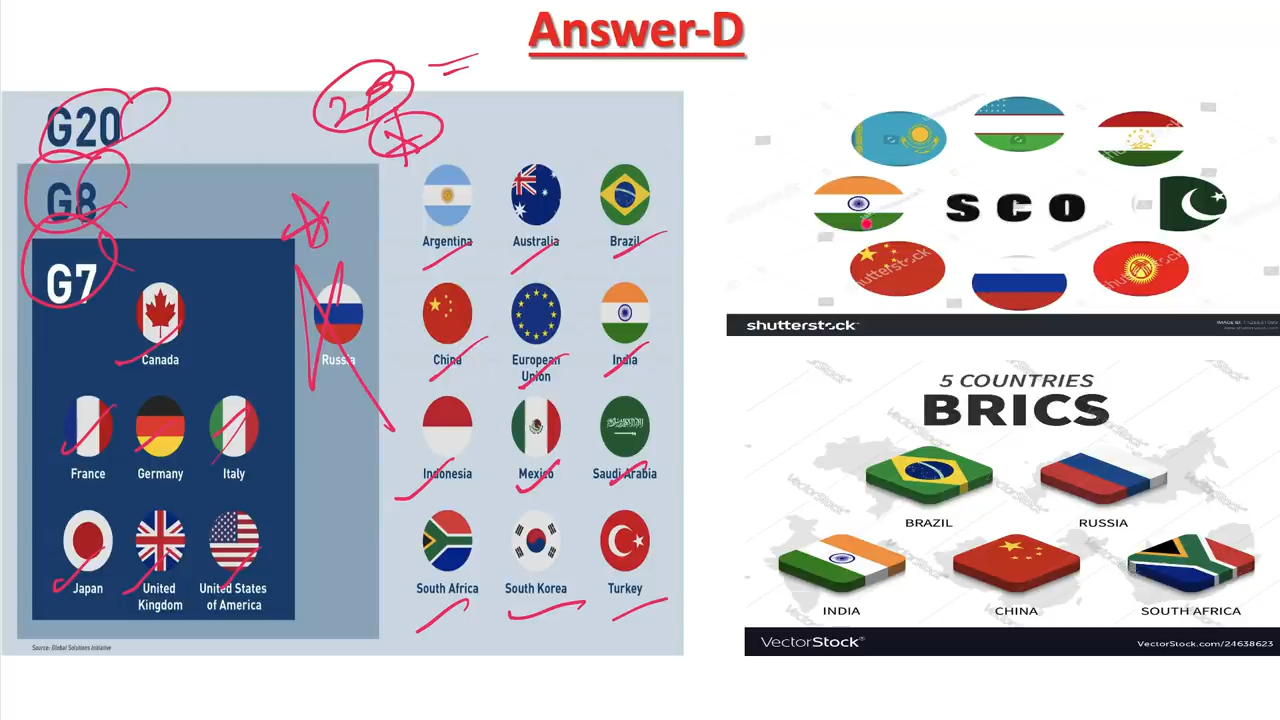 Answer-D
G20
G8
G7
Canada
France
Germany
Italy
Japan
United
Kingdom
United States
of America
Russia
Argentina
Australia
Brazil
China
European
Union
India
Indonesia
Mexico
Saudi Arabia
South Africa
South Korea
Turkey
Source: Global Solutions Initiative
SCO
shutterstock
5 COUNTRIES
BRICS
BRAZIL
RUSSIA
INDIA
CHINA
SOUTH AFRICA
VectorStock®
VectorStock.com/24638623